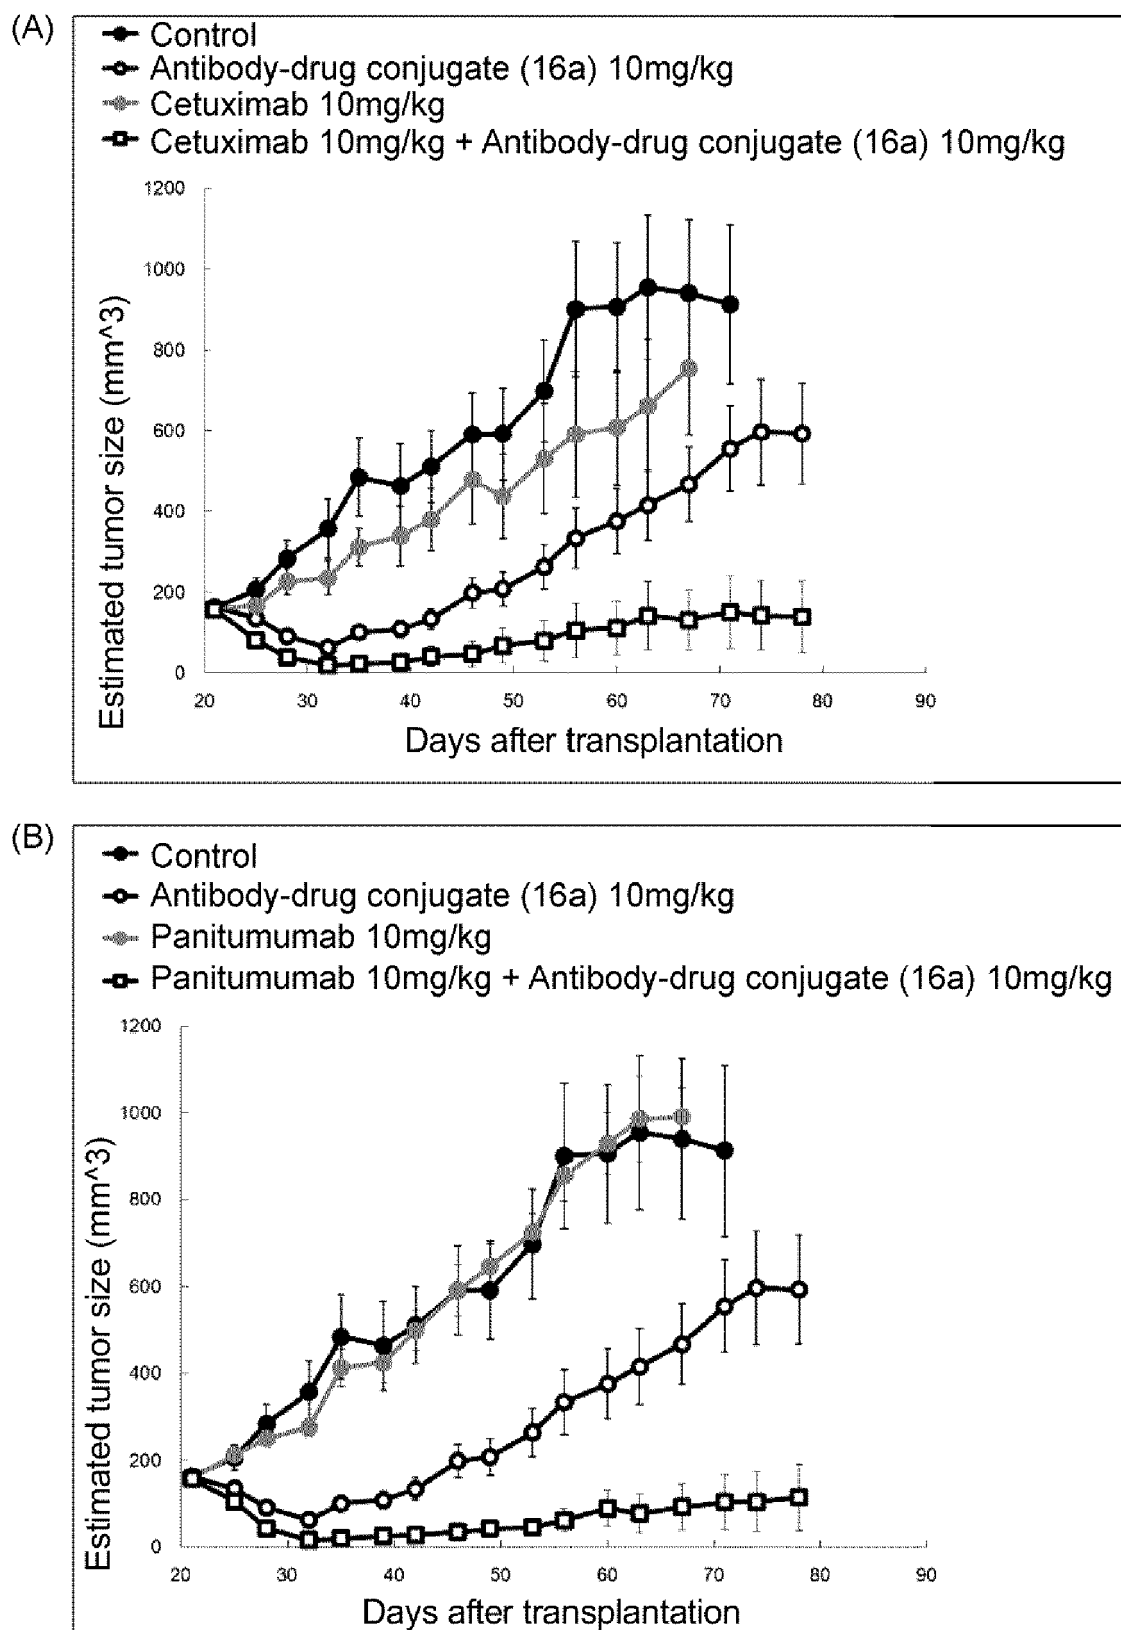 (A)
Control
Antibody-drug conjugate (16a) 10mg/kg
Cetuximab 10mg/kg
Cetuximab 10mg/kg + Antibody-drug conjugate (16a) 10mg/kg
Estimated tumor size (mm^3)
1200
1000
800
600
400
200
0
20 30 40 50 60 70 80 90
Days after transplantation
(B)
Control
Antibody-drug conjugate (16a) 10mg/kg
Panitumumab 10mg/kg
Panitumumab 10mg/kg + Antibody-drug conjugate (16a) 10mg/kg
Estimated tumor size (mm^3)
1200
1000
800
600
400
200
0
20 30 40 50 60 70 80 90
Days after transplantation